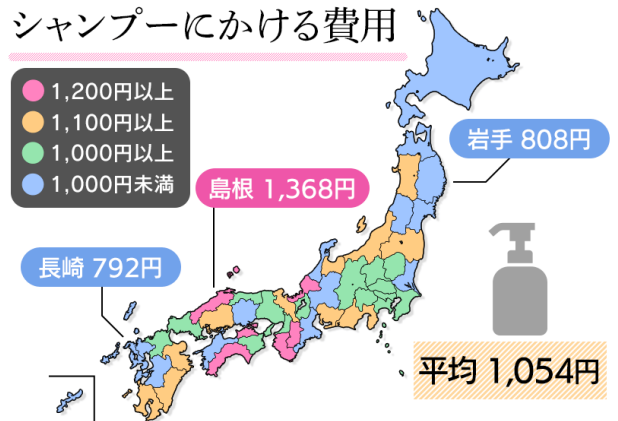 シャンプーにかける費用
1,200円以上
1,100円以上
1,000円以上
1,000円未満
岩手 808円
島根 1,368円
長崎 792円
平均 1,054円